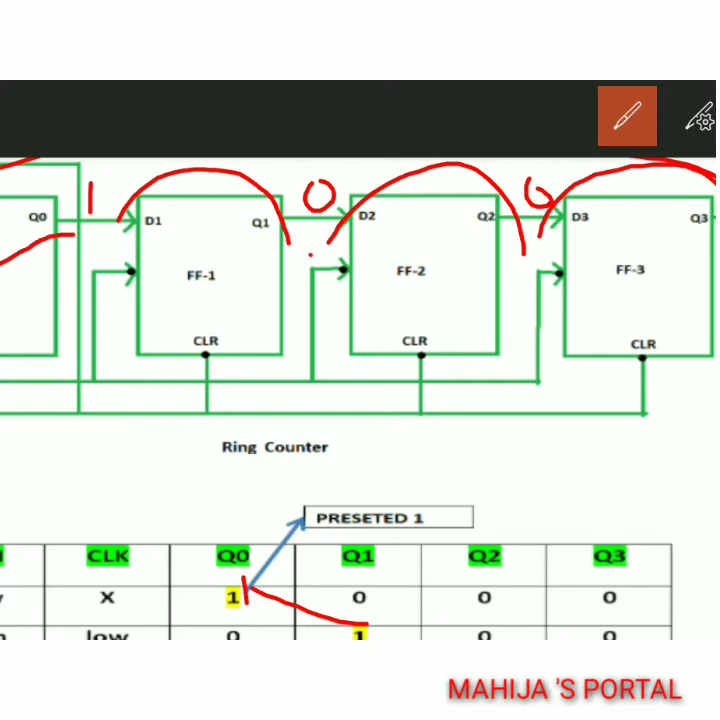 1 0 0
Q0 D1 Q1 D2 Q2 D3 Q3
FF-1 FF-2 FF-3
CLR CLR CLR
Ring Counter
PRESETED 1
CLK Q0 Q1 Q2 Q3
X 1 0 0 0
low 0 1 0 0
MAHIJA 'S PORTAL